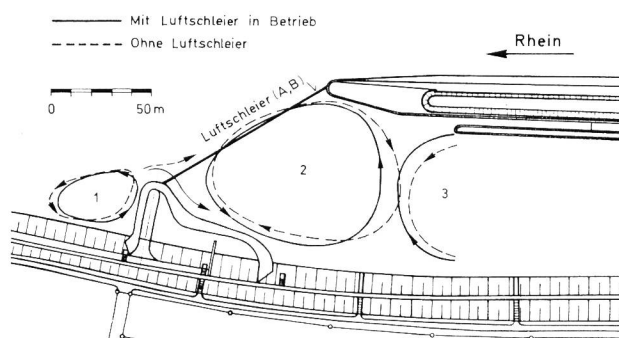 Mit Luftschleier in Betrieb
Ohne Luftschleier
Rhein
0 50 m
Luftschleier (A,B)
1
2
3